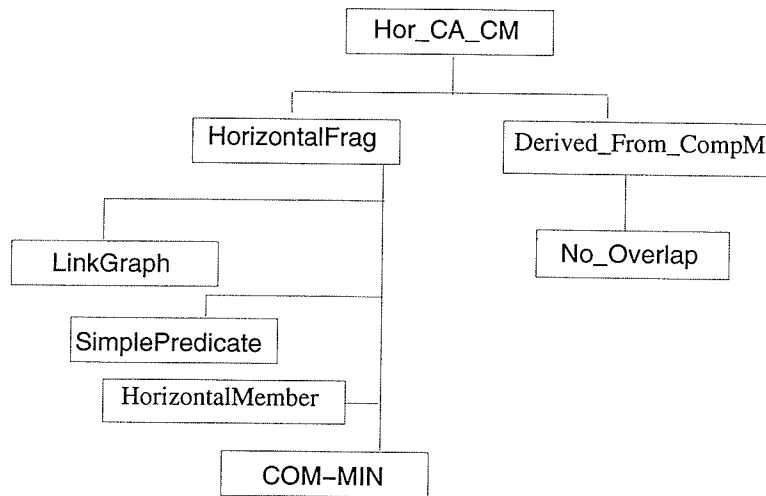 Hor_CA_CM
HorizontalFrag
Derived_From_CompM
LinkGraph
No_Overlap
SimplePredicate
HorizontalMember
COM-MIN